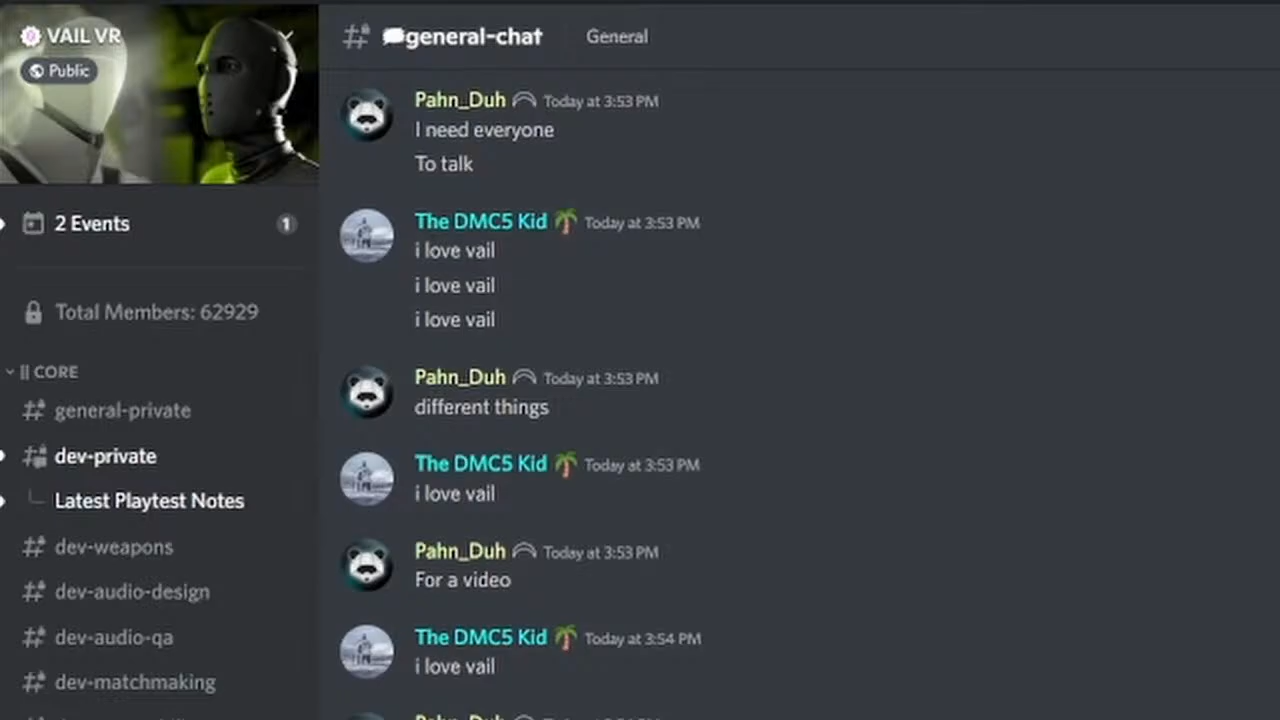 VAIL VR
Public
2 Events
1
Total Members: 62929
|| CORE
general-private
dev-private
Latest Playtest Notes
dev-weapons
dev-audio-design
dev-audio-qa
dev-matchmaking
general-chat General
Pahn_Duh Today at 3:53 PM
I need everyone
To talk
The DMC5 Kid 🌴 Today at 3:53 PM
i love vail
i love vail
i love vail
Pahn_Duh Today at 3:53 PM
different things
The DMC5 Kid 🌴 Today at 3:53 PM
i love vail
Pahn_Duh Today at 3:53 PM
For a video
The DMC5 Kid 🌴 Today at 3:54 PM
i love vail
Pahn_Duh